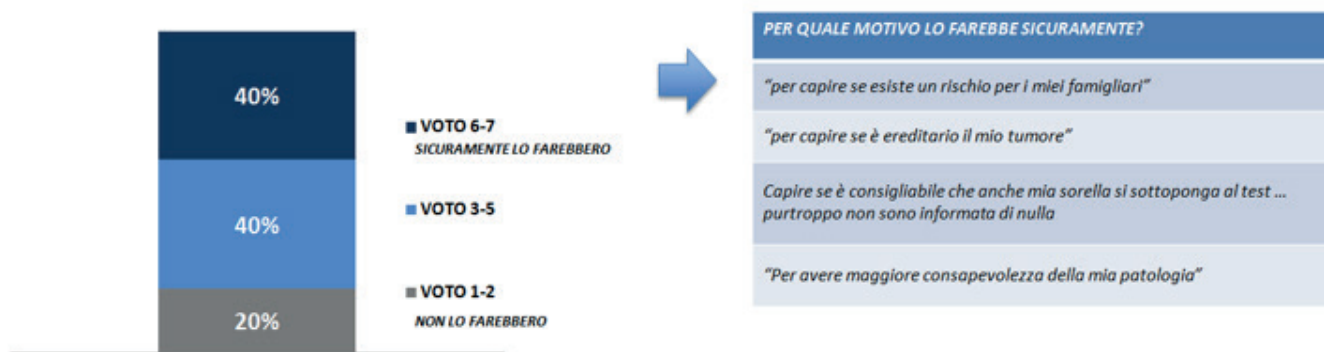 40%
40%
20%
VOTO 6-7
SICURAMENTE LO FAREBBERO
VOTO 3-5
VOTO 1-2
NON LO FAREBBERO
PER QUALE MOTIVO LO FAREBBE SICURAMENTE?
"per capire se esiste un rischio per i miei famigliari"
"per capire se è ereditario il mio tumore"
Capire se è consigliabile che anche mia sorella si sottoponga al test ...
purtroppo non sono informata di nulla
"Per avere maggiore consapevolezza della mia patologia"